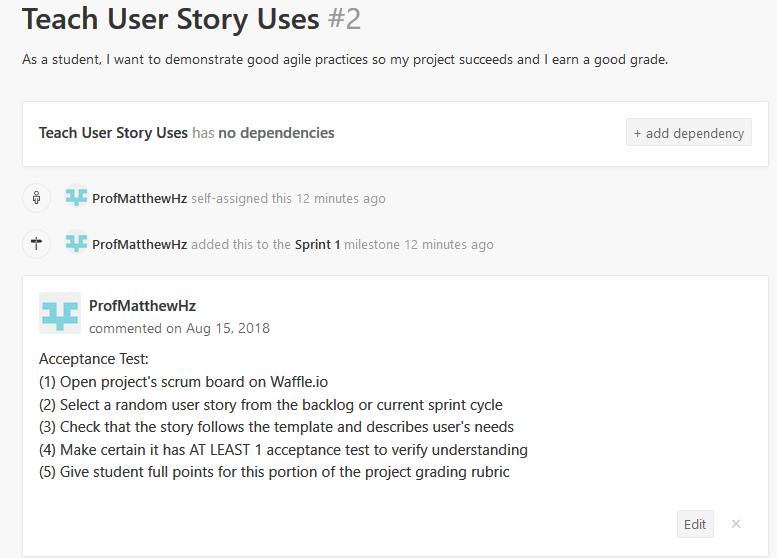 Teach User Story Uses #2
As a student, I want to demonstrate good agile practices so my project succeeds and I earn a good grade.
Teach User Story Uses has no dependencies
+ add dependency
ProfMatthewHz self-assigned this 12 minutes ago
ProfMatthewHz added this to the Sprint 1 milestone 12 minutes ago
ProfMatthewHz
commented on Aug 15, 2018
Acceptance Test:
(1) Open project's scrum board on Waffle.io
(2) Select a random user story from the backlog or current sprint cycle
(3) Check that the story follows the template and describes user's needs
(4) Make certain it has AT LEAST 1 acceptance test to verify understanding
(5) Give student full points for this portion of the project grading rubric
Edit ×